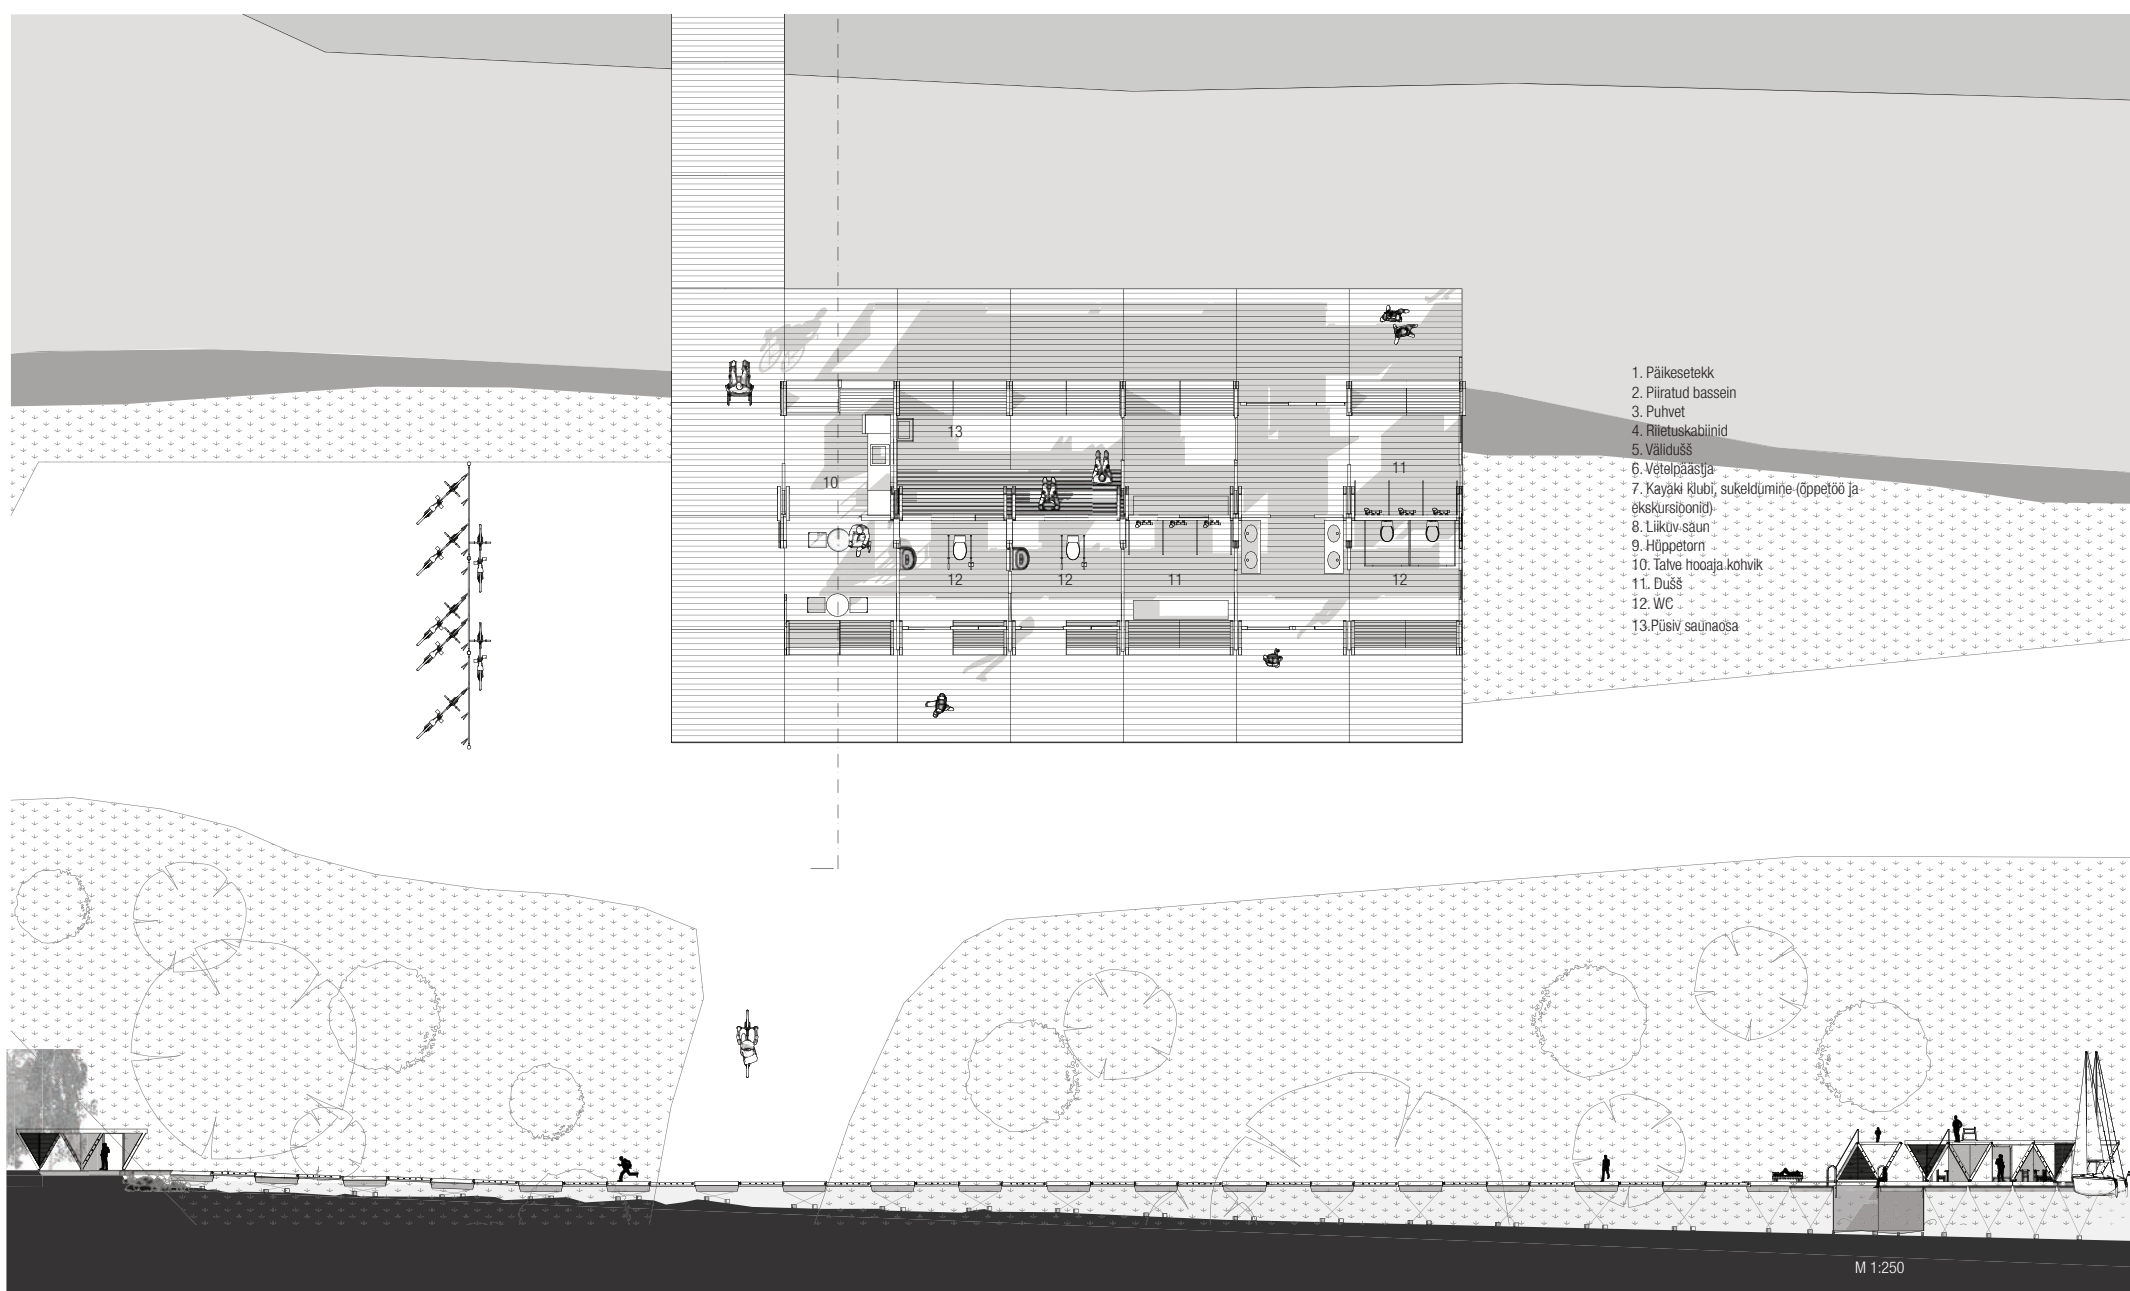 13
10
11
12
12
11
12
1. Päikesetekk
2. Piiratud bassein
3. Puhvet
4. Riietuskabiinid
5. Välidušš
6. Vetelpäästja
7. Kayaki klubi, sukeldumine (õppetöö ja
ekskursioonid)
8. Liikuv saun
9. Hüppetorn
10. Talve hooaja kohvik
11. Dušš
12. WC
13.Püsiv saunaosa
M 1:250